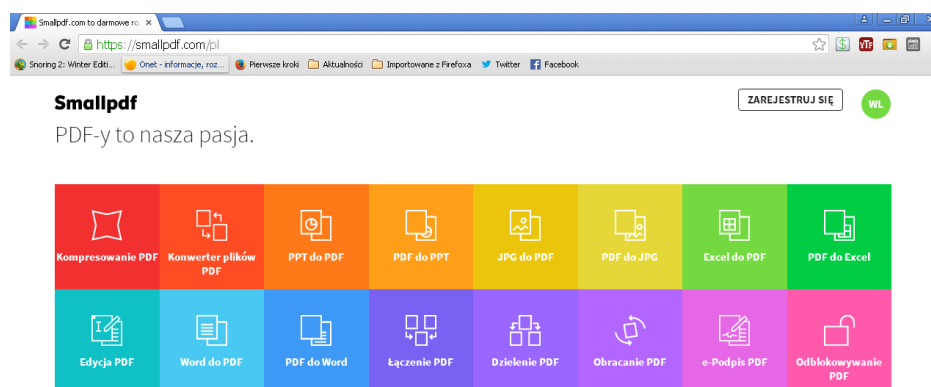 Smallpdf.com to darmowe ro
https://smallpdf.com/pl
Snoring 2: Winter Editi...
Onet - informacje, roz...
Pierwsze kroki
Aktualności
Importowane z Firefoxa
Twitter
Facebook
Smallpdf
ZAREJESTRUJ SIĘ
WL
PDF-y to nasza pasja.
Kompresowanie PDF
Konwerter plików
PDF
PPT do PDF
PDF do PPT
JPG do PDF
PDF do JPG
Excel do PDF
PDF do Excel
Edycja PDF
Word do PDF
PDF do Word
Łączenie PDF
Dzielenie PDF
Obracanie PDF
e-Podpis PDF
Odblokowywanie
PDF